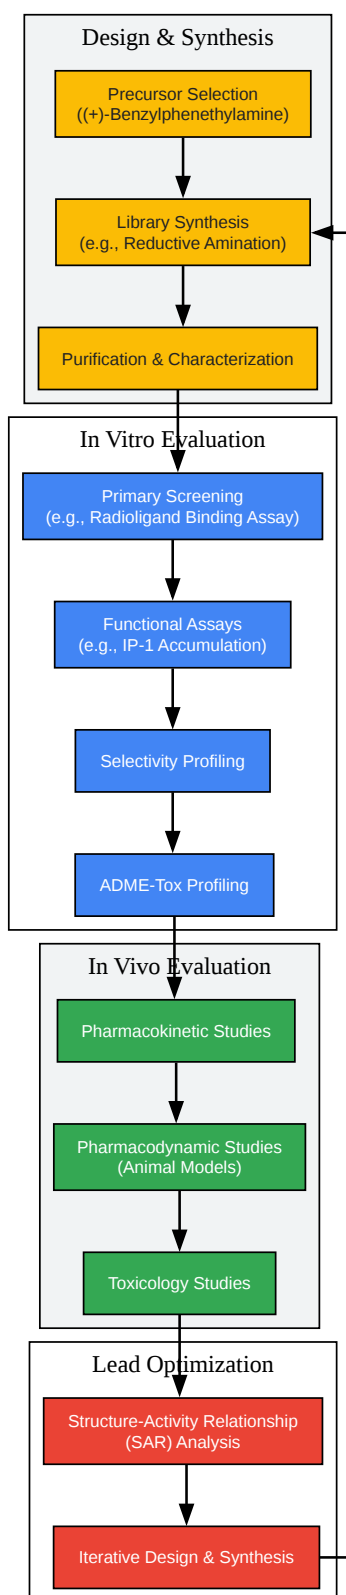 Design & Synthesis
Precursor Selection
((+)-Benzylphenethylamine)
Library Synthesis
(e.g., Reductive Amination)
Purification & Characterization
In Vitro Evaluation
Primary Screening
(e.g., Radioligand Binding Assay)
Functional Assays
(e.g., IP-1 Accumulation)
Selectivity Profiling
ADME-Tox Profiling
In Vivo Evaluation
Pharmacokinetic Studies
Pharmacodynamic Studies
(Animal Models)
Toxicology Studies
Lead Optimization
Structure-Activity Relationship
(SAR) Analysis
Iterative Design & Synthesis